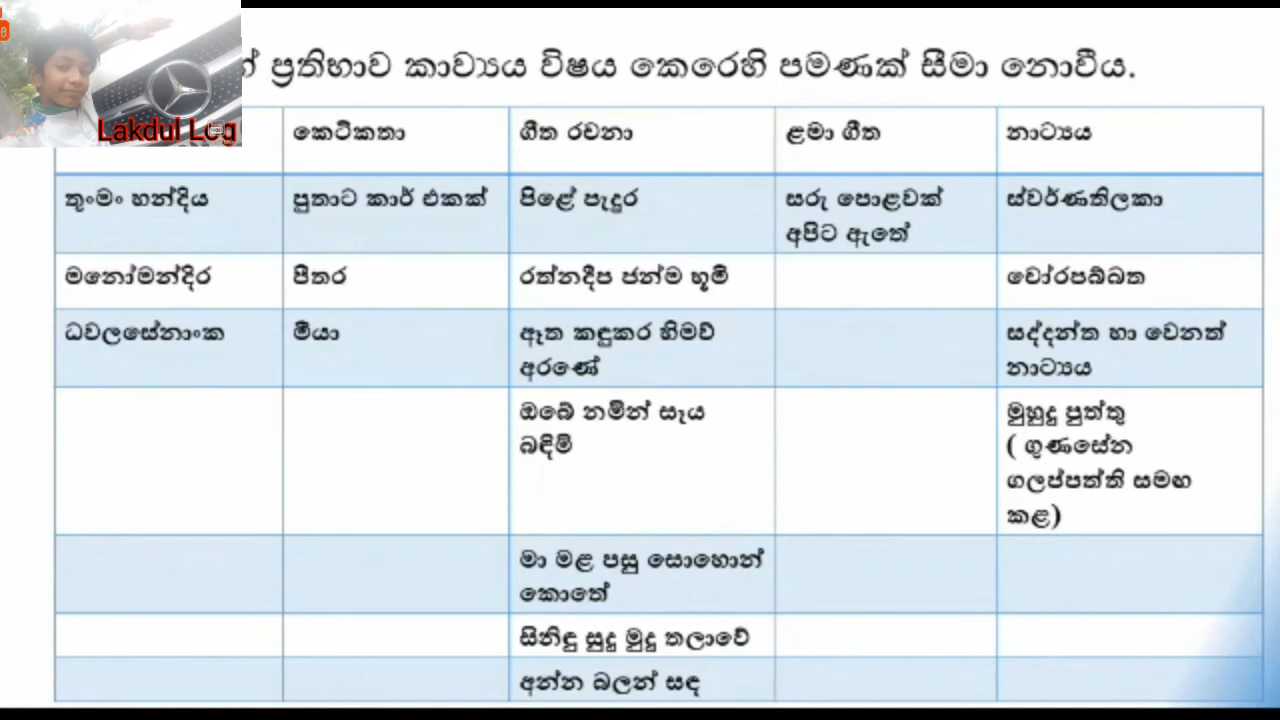 ප්‍රතිභාව කාව්‍යය විෂය කෙරෙහි පමණක් සීමා නොවීය.
Lakdul Log
කෙටිකතා ගීත රචනා ළමා ගීත නාට්‍යය
තුංමං හන්දිය පුතාට කාර් එකක් පිළේ පැදුර සරු පොළවක් ස්වර්ණතිලකා
අපිට ඇතේ
මනෝමන්දිර පීතර රත්නදීප ජන්ම භූමි චෝරපබ්බත
ධවලසේනාංක මීයා ඈත කඳුකර හිමව් සද්දන්ත හා වෙනත්
අරණේ නාට්‍යය
ඔබේ නමින් සෑය මුහුදු පුත්තු
බඳිමි ( ගුණසේන
ගලප්පත්ති සමඟ
කළ)
මා මළ පසු සොහොන්
කොතේ
සිනිඳු සුදු මුදු තලාවේ
අන්න බලන් සඳ